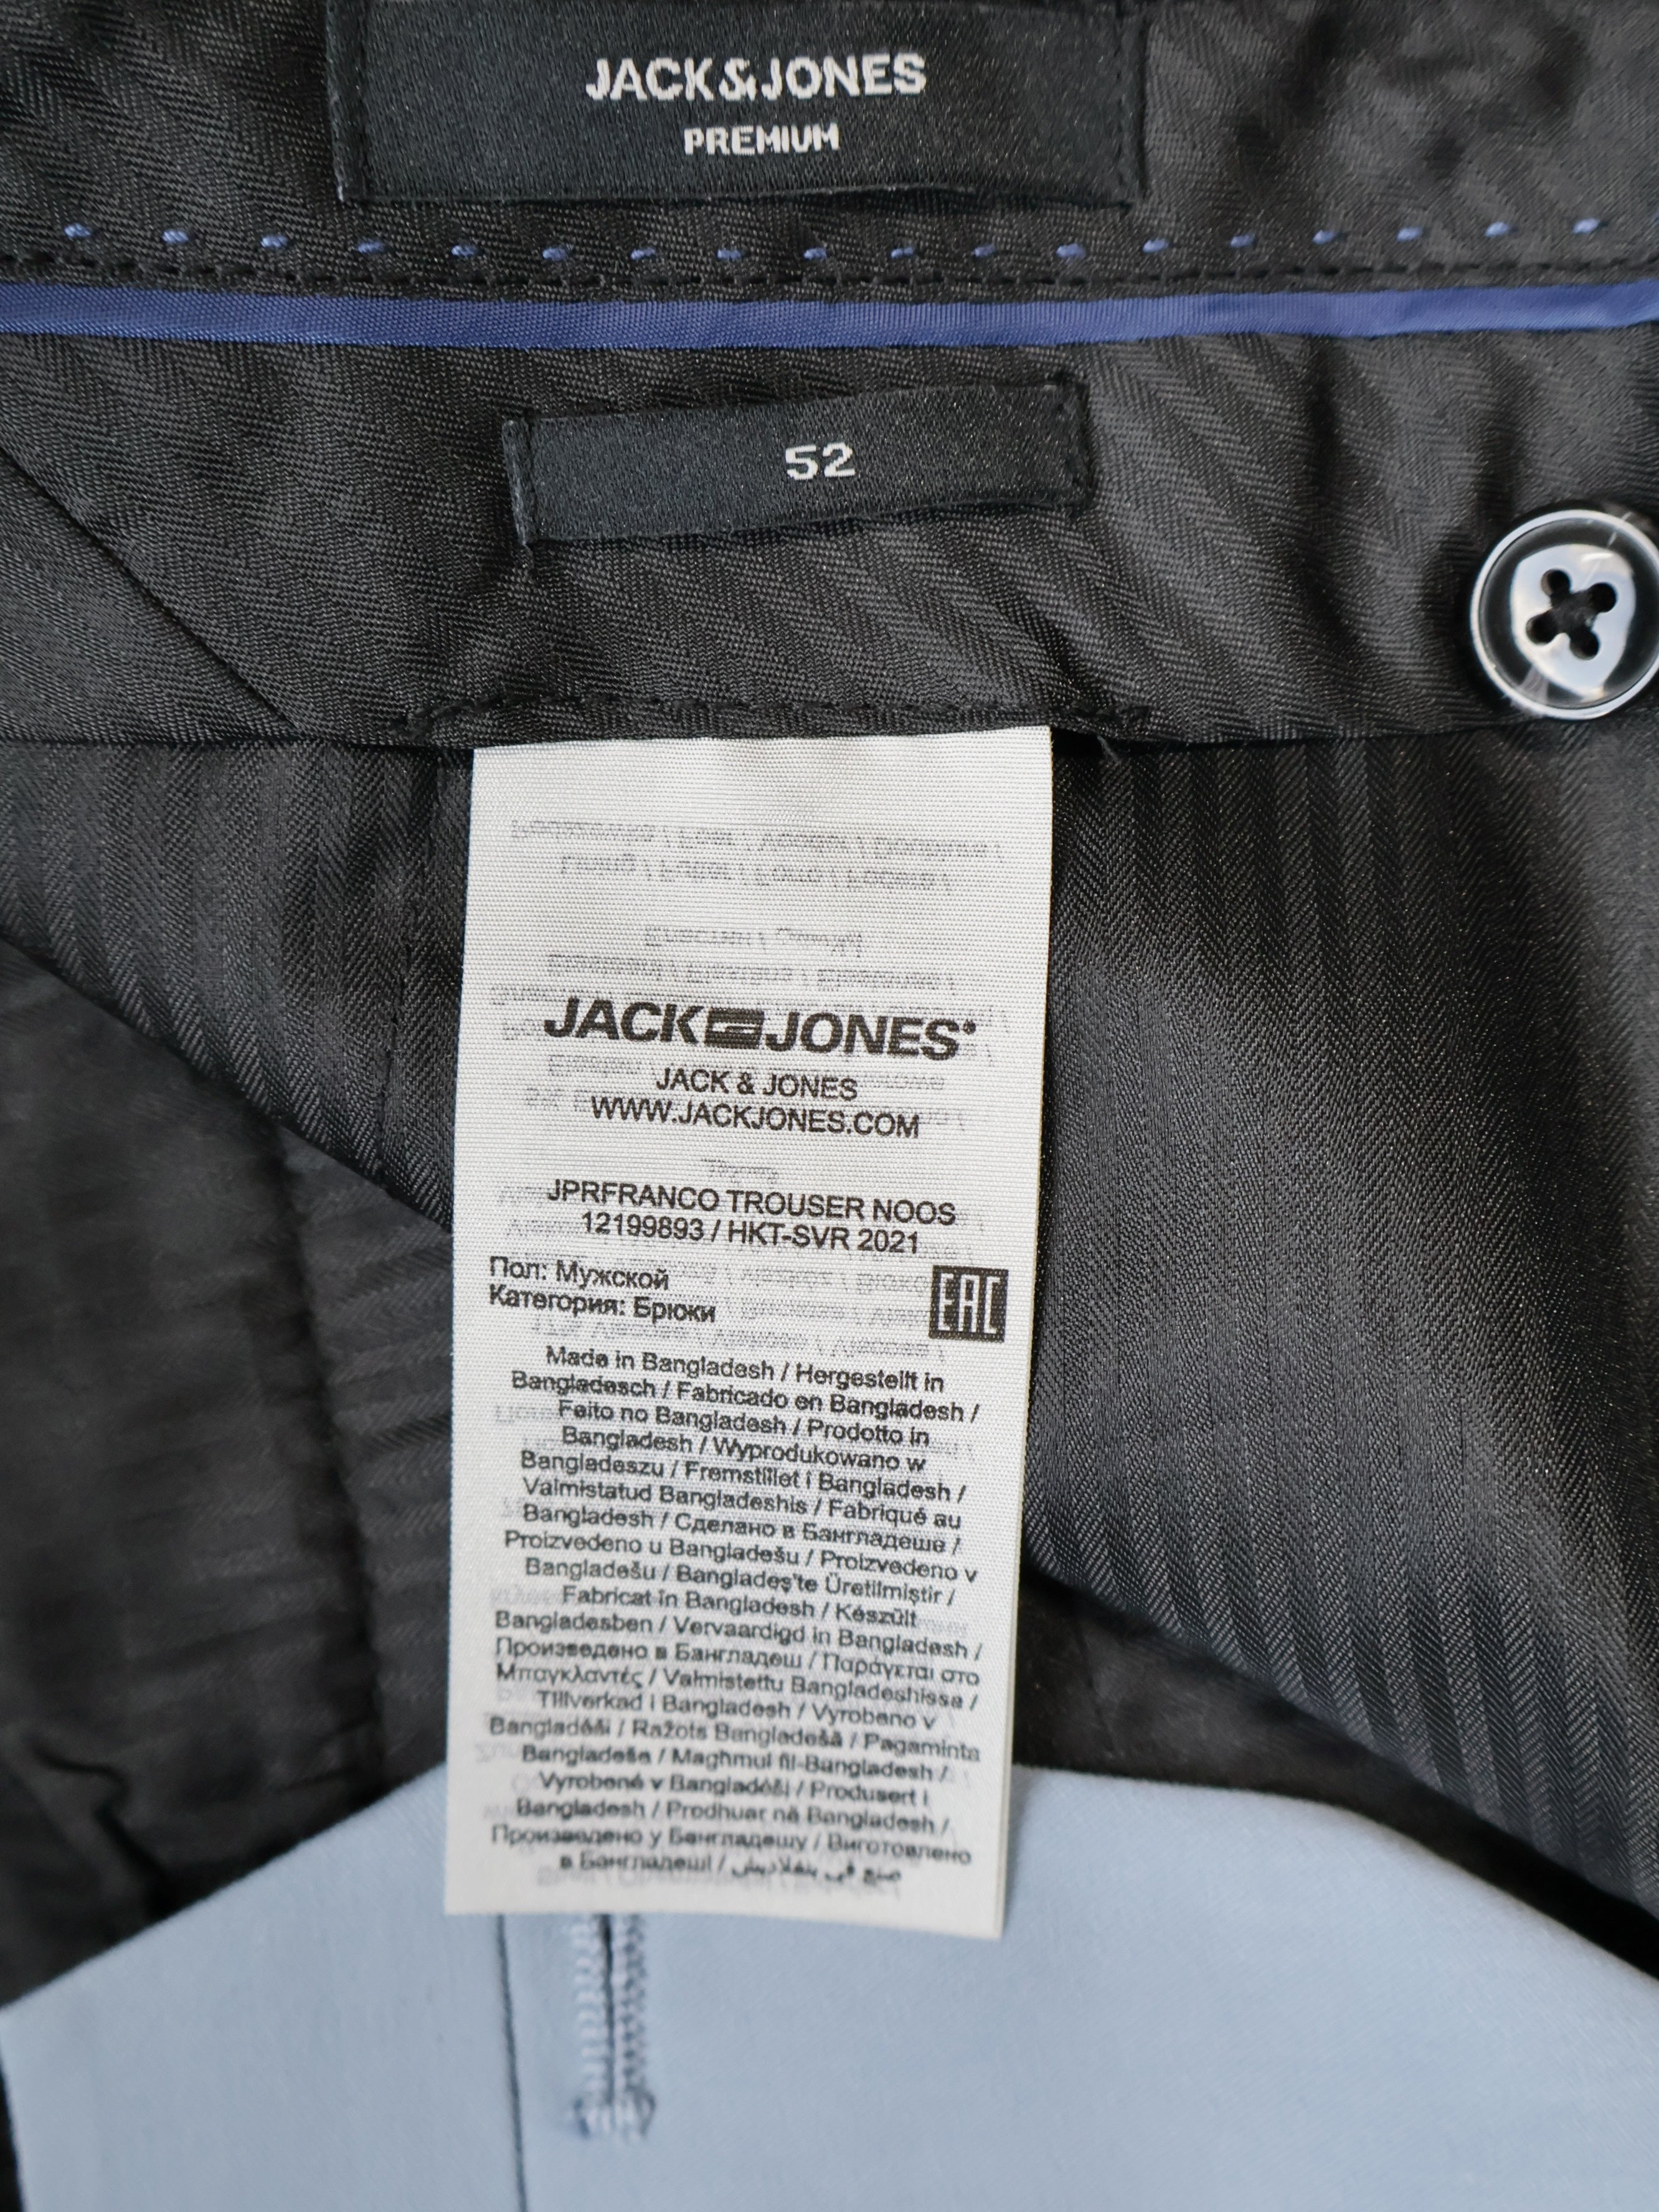 JACK&JONES
PREMIUM
52
JACK JONES®
JACK & JONES
WWW.JACKJONES.COM
JPRFRANCO TROUSER NOOS
12199893 / HKT-SVR 2021
Пол: Мужской
Категория: Брюки
EAC
Made in Bangladesh / Hergestellt in
Bangladesch / Fabricado en Bangladesh /
Feito no Bangladesh / Prodotto in
Bangladesh / Wyprodukowano w
Bangladeszu / Fremstillet i Bangladesh /
Valmistatud Bangladeshis / Fabriqué au
Bangladesh / Сделано в Бангладеше /
Proizvedeno u Bangladešu / Proizvedeno v
Bangladešu / Bangladeş'te Üretilmiştir /
Fabricat în Bangladesh / Készült
Bangladesben / Vervaardigd in Bangladesh /
Произведено в Бангладеш / Παράγεται στο
Μπαγκλαντές / Valmistettu Bangladeshissa /
Tillverkad i Bangladesh / Vyrobeno v
Bangladéši / Ražots Bangladešā / Pagaminta
Bangladeše / Maghmul fil-Bangladesh /
Vyrobené v Bangladéši / Produsert i
Bangladesh / Prodhuar në Bangladesh /
Произведено у Бангладешу / Виготовлено
в Бангладеші / صنع في بنغلاديش